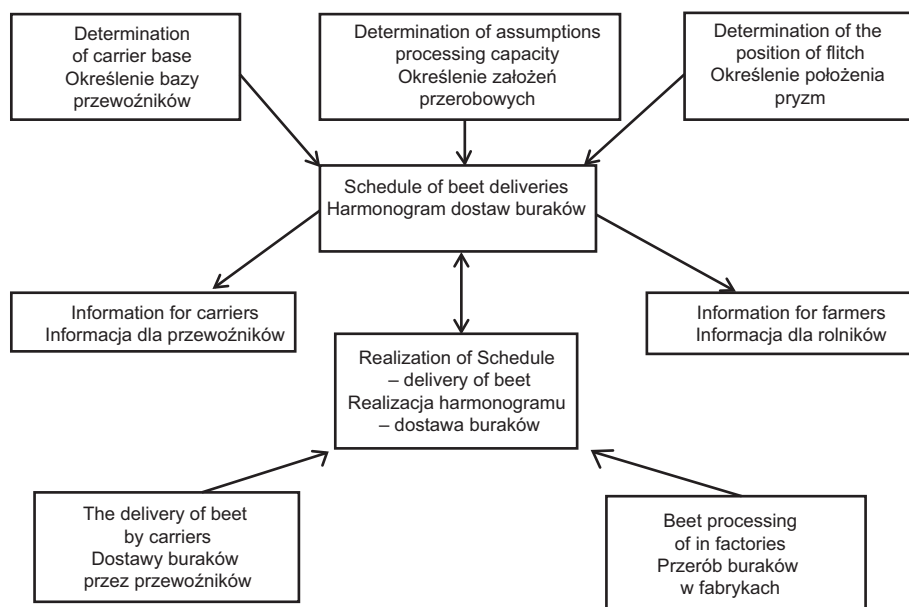 Determination
of carrier base
Określenie bazy
przewoźników
Determination of assumptions
processing capacity
Określenie założeń
przerobowych
Determination of the
position of flitch
Określenie położenia
pryzm
Schedule of beet deliveries
Harmonogram dostaw buraków
Information for carriers
Informacja dla przewoźników
Information for farmers
Informacja dla rolników
Realization of Schedule
– delivery of beet
Realizacja harmonogramu
– dostawa buraków
The delivery of beet
by carriers
Dostawy buraków
przez przewoźników
Beet processing
of in factories
Przerób buraków
w fabrykach